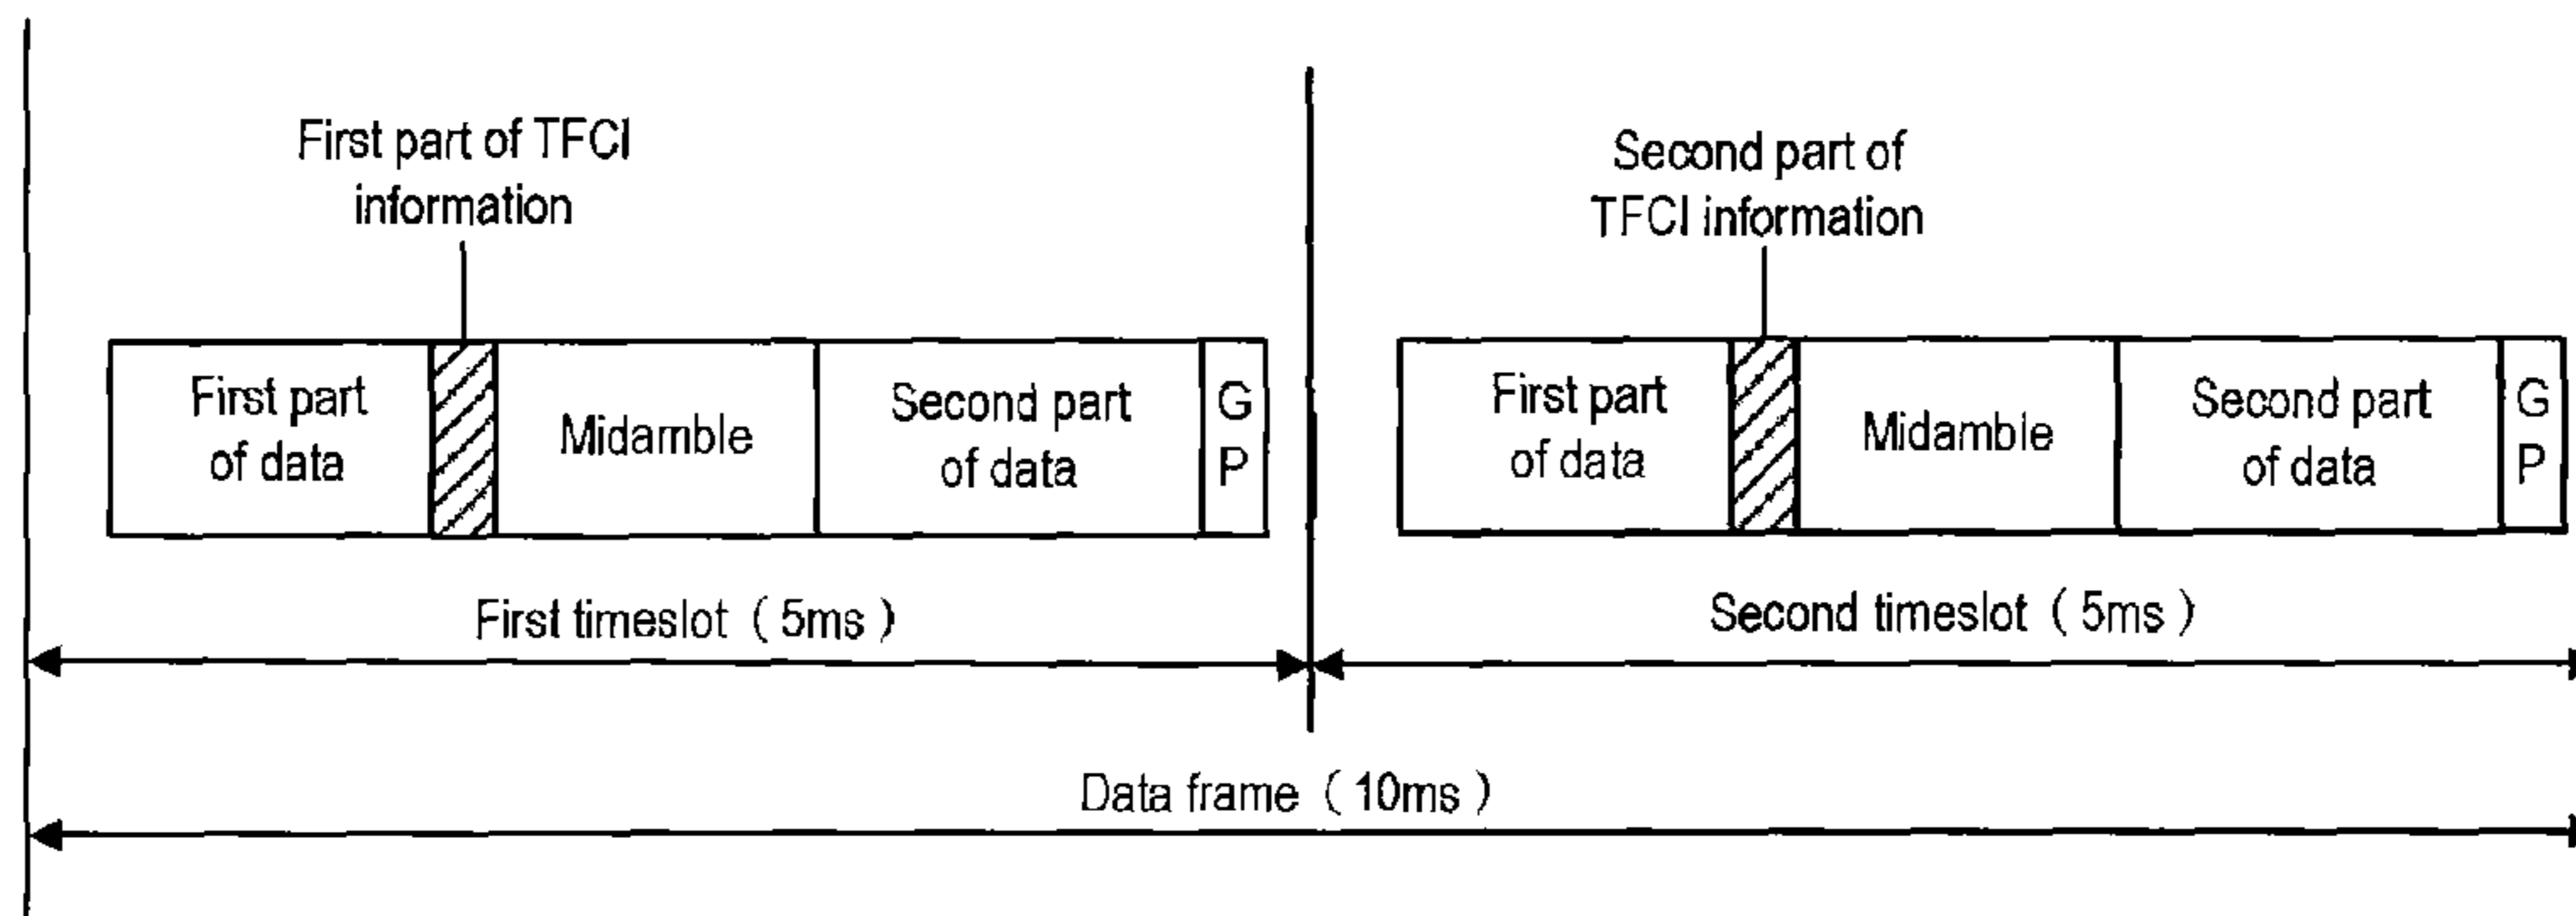 First part of TFCI
information
Second part of
TFCI information
First part
of data
Midamble
Second part
of data
G
P
First part
of data
Midamble
Second part
of data
G
P
First timeslot ( 5ms )
Second timeslot ( 5ms )
Data frame ( 10ms )